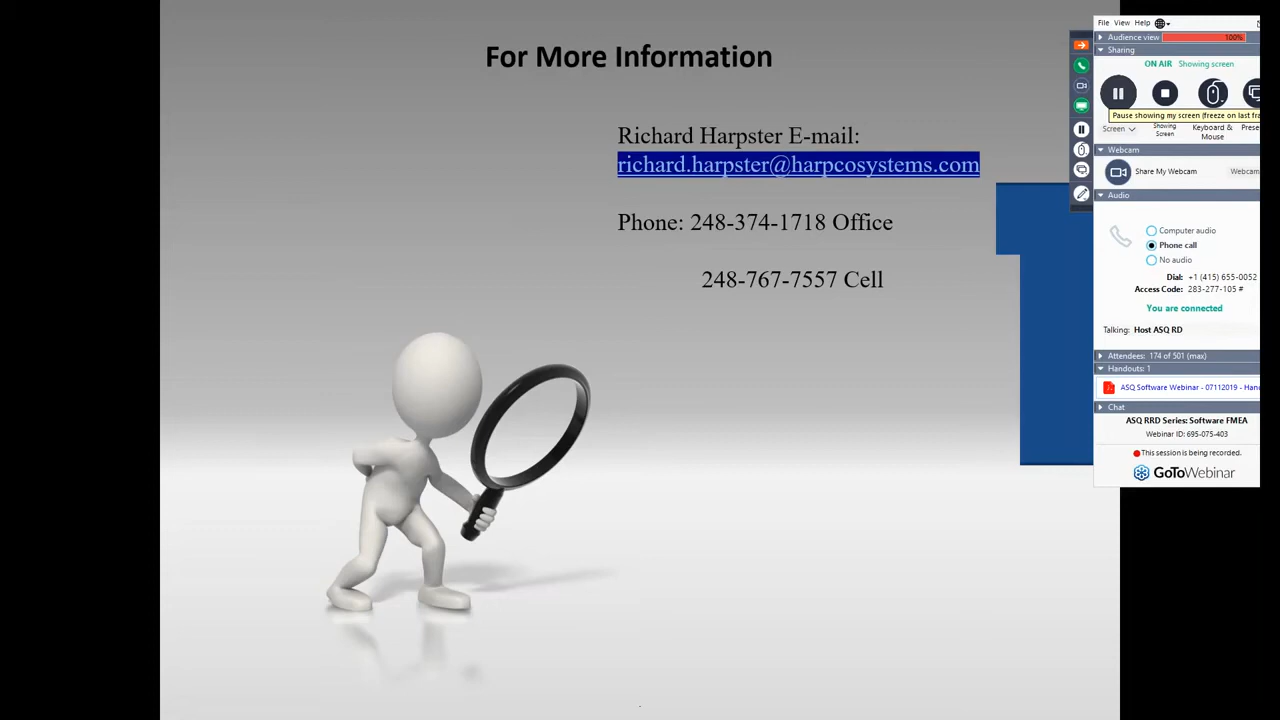 For More Information
Richard Harpster E-mail:
richard.harpster@harpcosystems.com
Phone: 248-374-1718 Office
248-767-7557 Cell
File View Help
Audience view 100%
Sharing
ON AIR Showing screen
Pause showing my screen (freeze on last fra
Screen
Showing Screen
Keyboard & Mouse
Prese
Webcam
Share My Webcam Webcam
Audio
Computer audio
Phone call
No audio
Dial: +1 (415) 655-0052
Access Code: 283-277-105 #
You are connected
Talking: Host ASQ RD
Attendees: 174 of 501 (max)
Handouts: 1
ASQ Software Webinar - 07112019 - Han
Chat
ASQ RRD Series: Software FMEA
Webinar ID: 695-075-403
This session is being recorded.
GoToWebinar